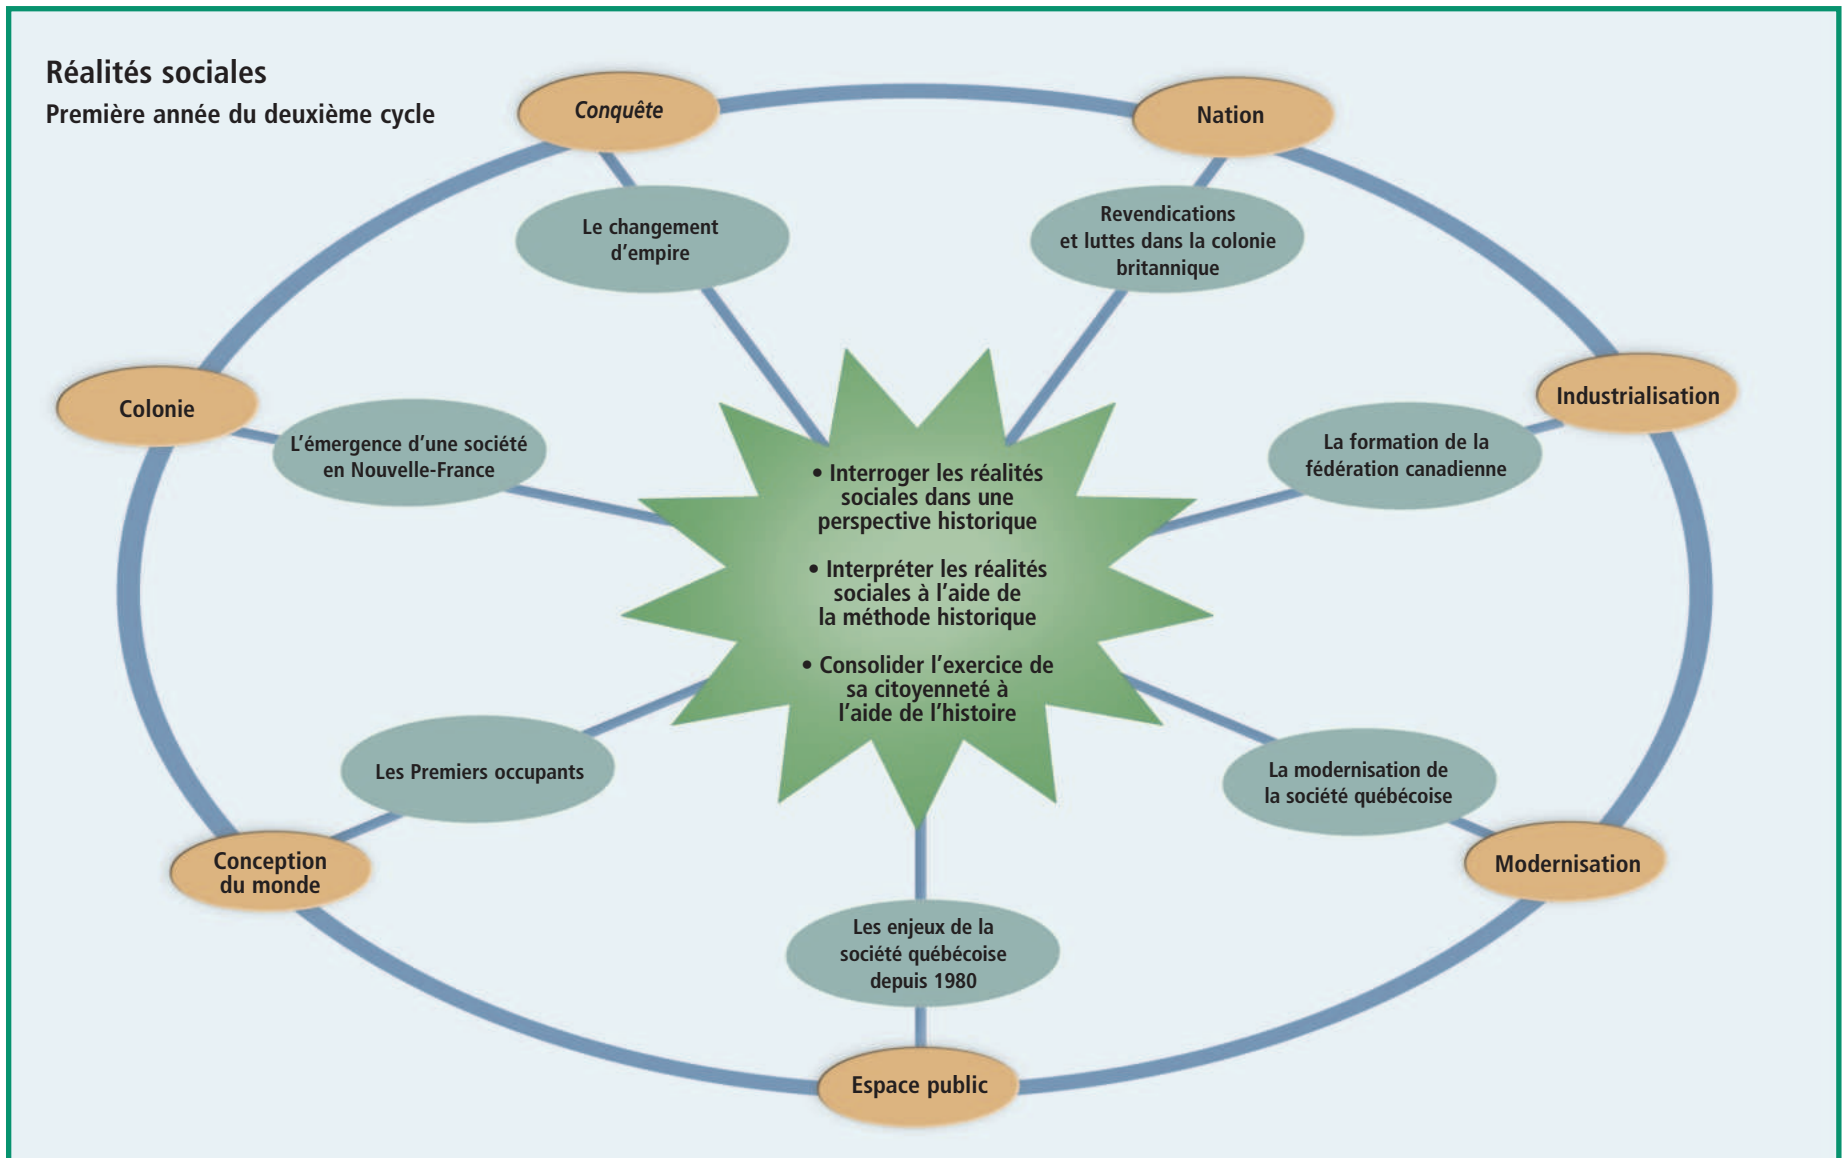 Réalités sociales
Première année du deuxième cycle
Conquête
Nation
Le changement
d’empire
Revendications
et luttes dans la colonie
britannique
Colonie
Industrialisation
L’émergence d’une société
en Nouvelle-France
La formation de la
fédération canadienne
• Interroger les réalités
sociales dans une
perspective historique
• Interpréter les réalités
sociales à l’aide de
la méthode historique
• Consolider l’exercice de
sa citoyenneté à
l’aide de l’histoire
Les Premiers occupants
La modernisation de
la société québécoise
Conception
du monde
Modernisation
Les enjeux de la
société québécoise
depuis 1980
Espace public